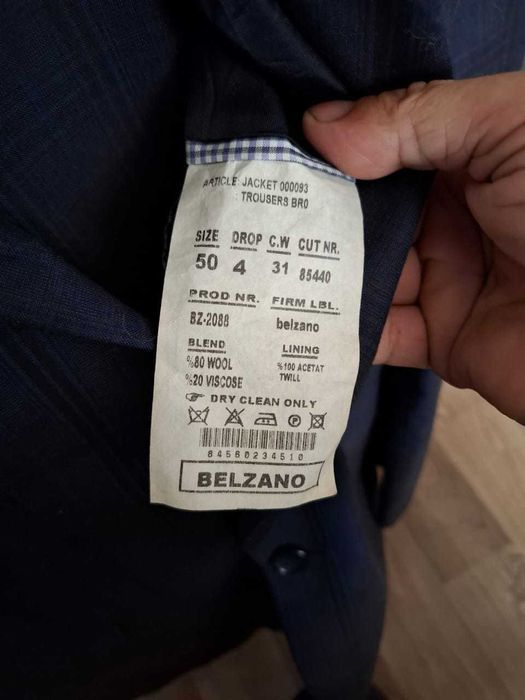 ARTICLE: JACKET 000093
: TROUSERS BR0
SIZE DROP C.W CUT NR.
50 4 31 85440
PROD NR. FIRM LBL.
BZ-2088 belzano
BLEND LINING
%80 WOOL %100 ACETAT
%20 VISCOSE TWILL
DRY CLEAN ONLY
P
84560234510
BELZANO